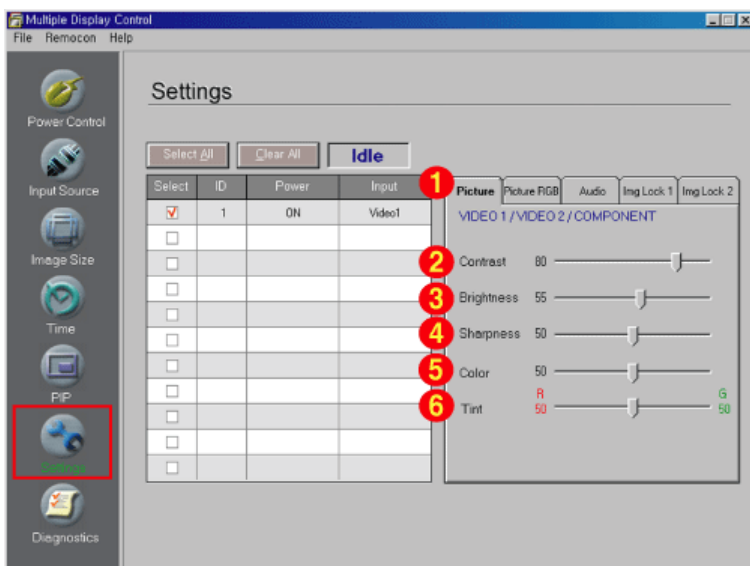 Multiple Display Control
File Remocon Help
Power Control
Input Source
Image Size
Time
PIP
Settings
Diagnostics
Settings
Select All Clear All Idle
Select ID Power Input
1 ON Video1
1 Picture Picture RGB Audio Img Lock 1 Img Lock 2
VIDEO 1 / VIDEO 2 / COMPONENT
2 Contrast 80
3 Brightness 55
4 Sharpness 50
5 Color 50
R G
6 Tint 50 50